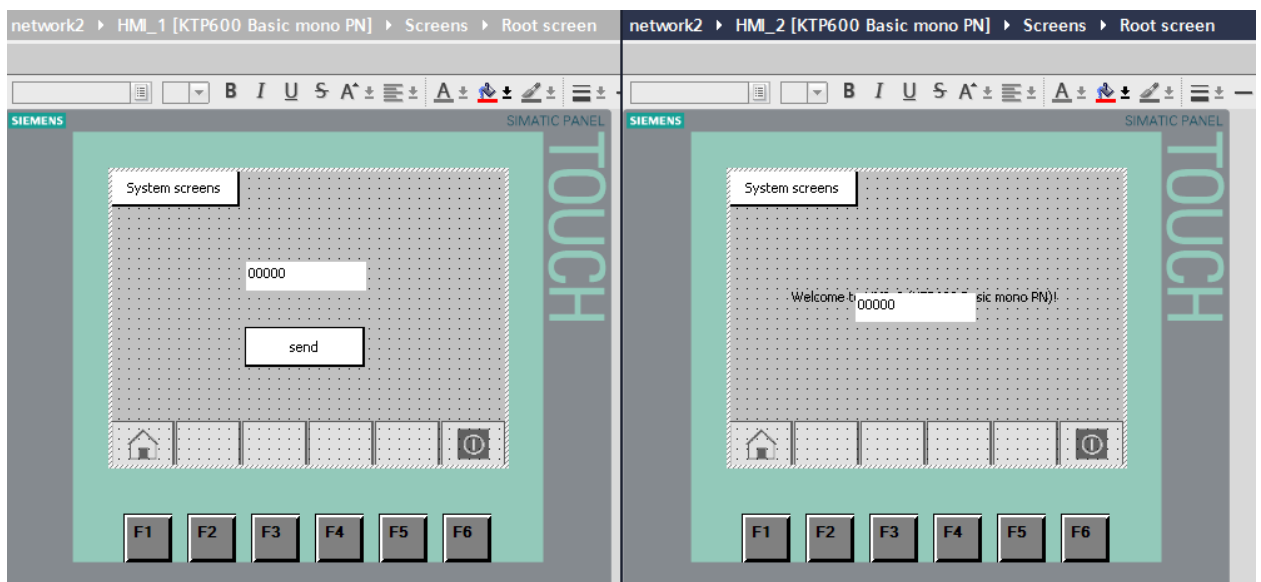 network2 ▸ HMI_1 [KTP600 Basic mono PN] ▸ Screens ▸ Root screen
B I U S A A
SIEMENS
SIMATIC PANEL
TOUCH
System screens
00000
send
F1 F2 F3 F4 F5 F6
network2 ▸ HMI_2 [KTP600 Basic mono PN] ▸ Screens ▸ Root screen
B I U S A A
SIEMENS
SIMATIC PANEL
TOUCH
System screens
Welcome sic mono PN)!
00000
F1 F2 F3 F4 F5 F6